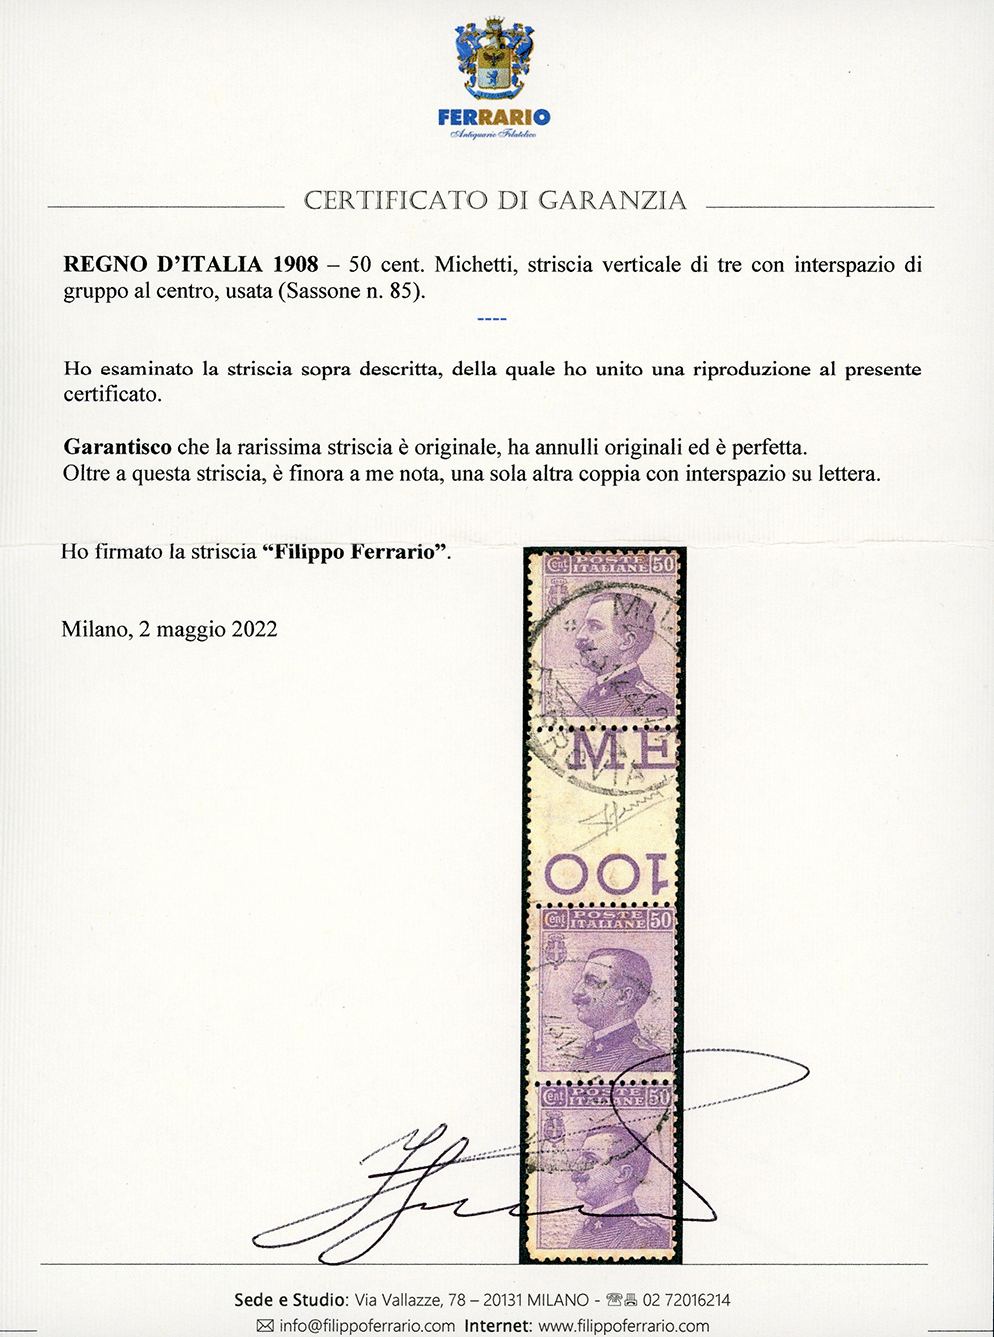 FERRARIO
Antiquario Filatelico
CERTIFICATO DI GARANZIA
REGNO D'ITALIA 1908 – 50 cent. Michetti, striscia verticale di tre con interspazio di
gruppo al centro, usata (Sassone n. 85).
----
Ho esaminato la striscia sopra descritta, della quale ho unito una riproduzione al presente
certificato.
Garantisco che la rarissima striscia è originale, ha annulli originali ed è perfetta.
Oltre a questa striscia, è finora a me nota, una sola altra coppia con interspazio su lettera.
Ho firmato la striscia “Filippo Ferrario”.
Milano, 2 maggio 2022
Cent POSTE ITALIANE 50
MIL
FERROVIA
ME
100
Cent POSTE ITALIANE 50
Cent POSTE ITALIANE 50
Sede e Studio: Via Vallazze, 78 – 20131 MILANO - 02 72016214
info@filippoferrario.com Internet: www.filippoferrario.com